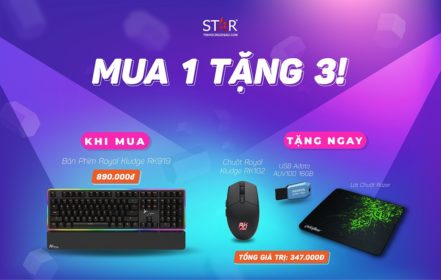 STAR
MUA 1 TẶNG 3!
KHI MUA
TẶNG NGAY
Bàn Phím Royal Kludge RK919
890.000đ
Chuột Royal
Kludge RK102
USB Adata
AUV100 16GB
Lót Chuột Razer
TỔNG GIÁ TRỊ: 347.000Đ